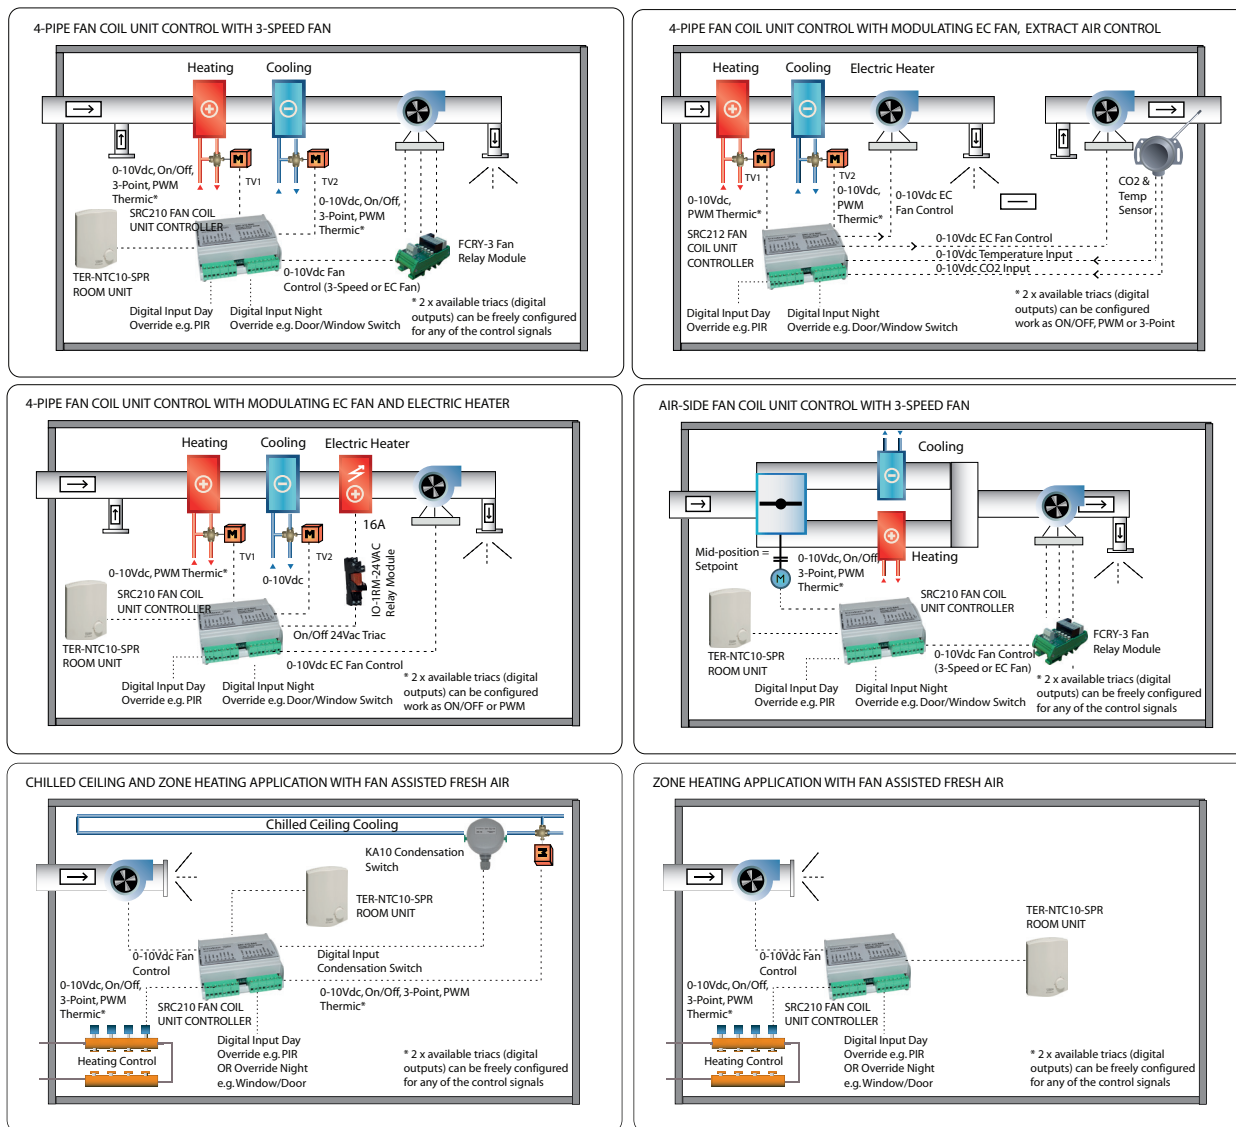 4-PIPE FAN COIL UNIT CONTROL WITH 3-SPEED FAN
Heating
Cooling
0-10Vdc, On/Off,
3-Point, PWM
Thermic*
M
TV1
M
TV2
0-10Vdc, On/Off,
3-Point, PWM
Thermic*
SRC210 FAN COIL
UNIT CONTROLLER
TER-NTC10-SPR
ROOM UNIT
FCRY-3 Fan
Relay Module
0-10Vdc Fan
Control (3-Speed or EC Fan)
Digital Input Day
Override e.g. PIR
Digital Input Night
Override e.g. Door/Window Switch
* 2 x available triacs (digital
outputs) can be freely configured
for any of the control signals
4-PIPE FAN COIL UNIT CONTROL WITH MODULATING EC FAN, EXTRACT AIR CONTROL
Heating
Cooling
Electric Heater
M
TV1
M
TV2
0-10Vdc,
PWM Thermic*
0-10Vdc,
PWM
Thermic*
0-10Vdc EC
Fan Control
CO2 &
Temp
Sensor
SRC212 FAN
COIL UNIT
CONTROLLER
0-10Vdc EC Fan Control
0-10Vdc Temperature Input
0-10Vdc CO2 Input
Digital Input Day
Override e.g. PIR
Digital Input Night
Override e.g. Door/Window Switch
* 2 x available triacs (digital
outputs) can be configured
work as ON/OFF, PWM or 3-Point
4-PIPE FAN COIL UNIT CONTROL WITH MODULATING EC FAN AND ELECTRIC HEATER
Heating
Cooling
Electric Heater
16A
M
TV1
M
TV2
0-10Vdc, PWM Thermic*
0-10Vdc
IO-1RM-24VAC
Relay Module
SRC210 FAN COIL
UNIT CONTROLLER
TER-NTC10-SPR
ROOM UNIT
On/Off 24Vac Triac
0-10Vdc EC Fan Control
Digital Input Day
Override e.g. PIR
Digital Input Night
Override e.g. Door/Window Switch
* 2 x available triacs (digital
outputs) can be configured
work as ON/OFF or PWM
AIR-SIDE FAN COIL UNIT CONTROL WITH 3-SPEED FAN
Cooling
Heating
Mid-position =
Setpoint
M
0-10Vdc, On/Off,
3-Point, PWM
Thermic*
SRC210 FAN COIL
UNIT CONTROLLER
TER-NTC10-SPR
ROOM UNIT
FCRY-3 Fan
Relay Module
0-10Vdc Fan Control
(3-Speed or EC Fan)
Digital Input Day
Override e.g. PIR
Digital Input Night
Override e.g. Door/Window Switch
* 2 x available triacs (digital
outputs) can be freely configured
for any of the control signals
CHILLED CEILING AND ZONE HEATING APPLICATION WITH FAN ASSISTED FRESH AIR
Chilled Ceiling Cooling
KA10 Condensation
Switch
M
TER-NTC10-SPR
ROOM UNIT
0-10Vdc Fan
Control
Digital Input
Condensation Switch
0-10Vdc, On/Off,
3-Point, PWM
Thermic*
0-10Vdc, On/Off, 3-Point, PWM
Thermic*
SRC210 FAN COIL
UNIT CONTROLLER
Heating Control
Digital Input Day
Override e.g. PIR
OR Override Night
e.g. Window/Door
* 2 x available triacs (digital
outputs) can be freely configured
for any of the control signals
ZONE HEATING APPLICATION WITH FAN ASSISTED FRESH AIR
TER-NTC10-SPR
ROOM UNIT
0-10Vdc Fan
Control
0-10Vdc, On/Off,
3-Point, PWM
Thermic*
SRC210 FAN COIL
UNIT CONTROLLER
Heating Control
Digital Input Day
Override e.g. PIR
OR Override Night
e.g. Window/Door
* 2 x available triacs (digital
outputs) can be freely configured
for any of the control signals